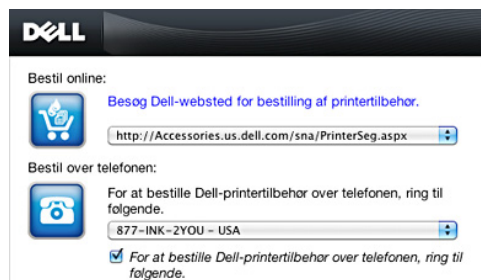 DELL
Bestil online:
Besøg Dell-websted for bestilling af printertilbehør.
http://Accessories.us.dell.com/sna/PrinterSeg.aspx
Bestil over telefonen:
For at bestille Dell-printertilbehør over telefonen, ring til
følgende.
877-INK-2YOU - USA
For at bestille Dell-printertilbehør over telefonen, ring til
følgende.